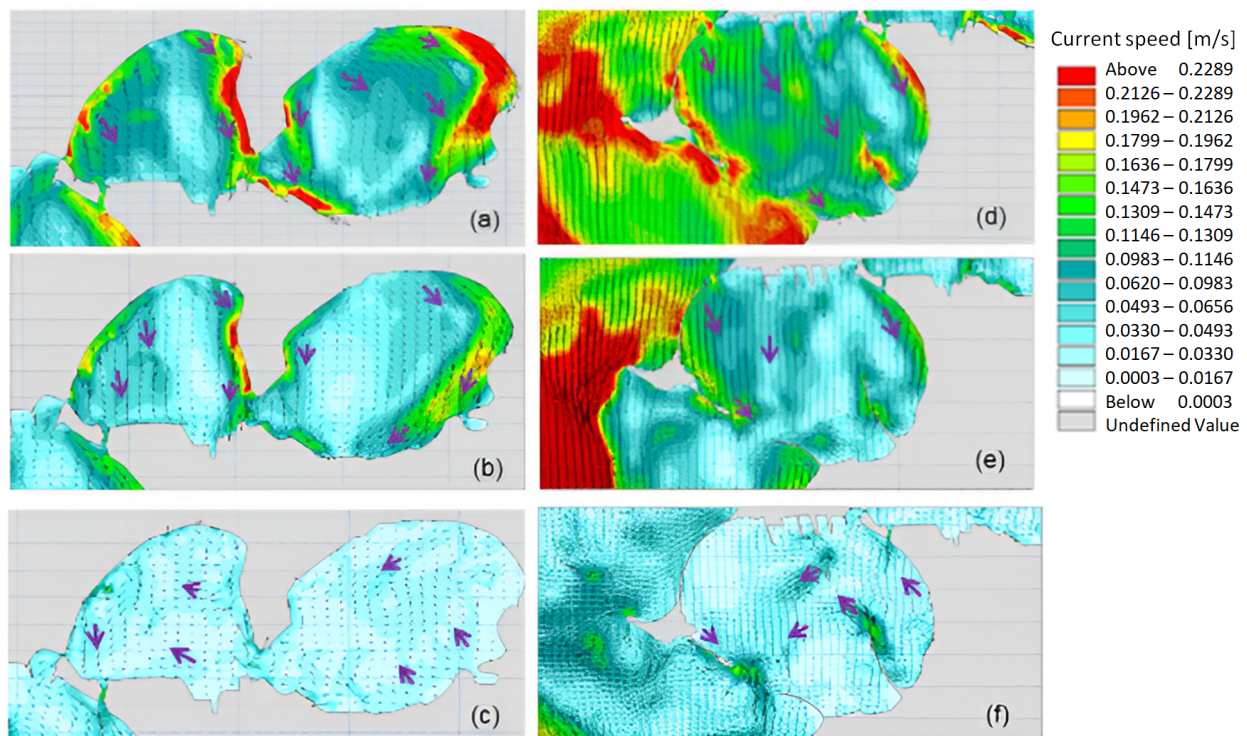 Current speed [m/s]
Above 0.2289
0.2126 – 0.2289
0.1962 – 0.2126
0.1799 – 0.1962
0.1636 – 0.1799
0.1473 – 0.1636
0.1309 – 0.1473
0.1146 – 0.1309
0.0983 – 0.1146
0.0620 – 0.0983
0.0493 – 0.0656
0.0330 – 0.0493
0.0167 – 0.0330
0.0003 – 0.0167
Below 0.0003
Undefined Value
(a)
(d)
(b)
(e)
(c)
(f)